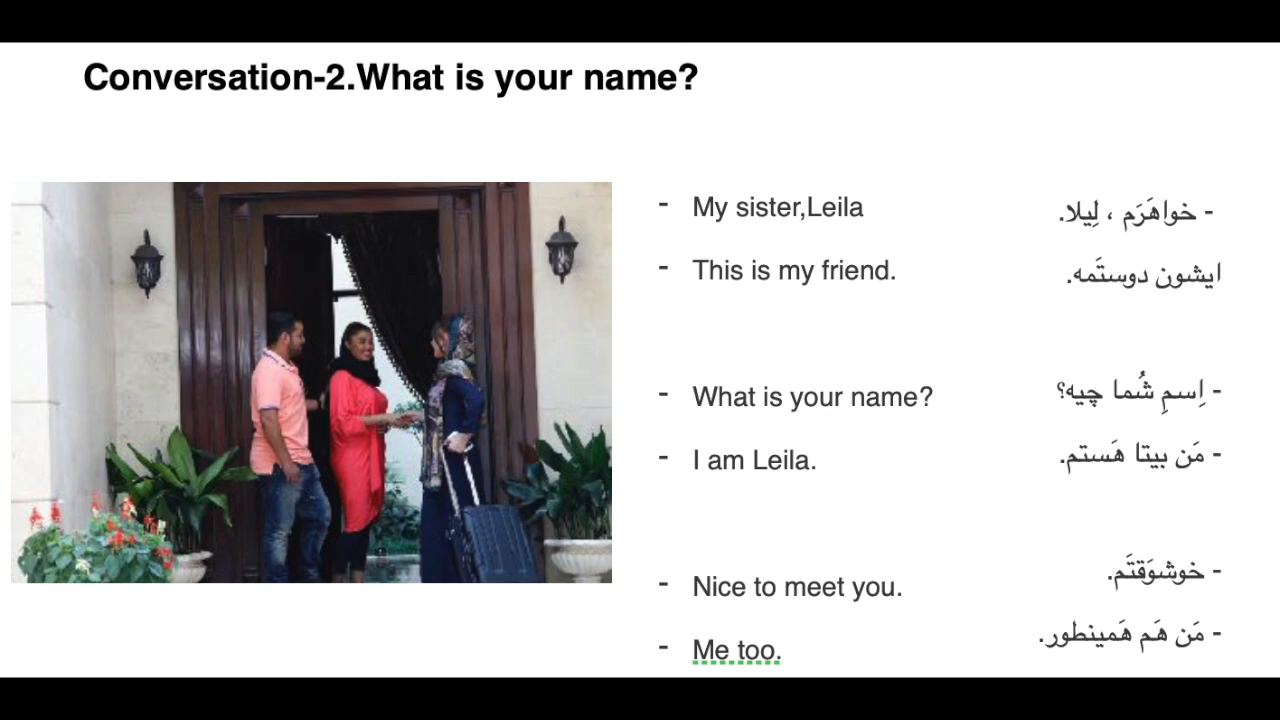 Conversation-2.What is your name?
- My sister,Leila
- خواهَرَم ، لِیلا.
- This is my friend.
ایشون دوستَمه.
- What is your name?
- اِسمِ شُما چیه؟
- I am Leila.
- مَن بیتا هَستم.
- Nice to meet you.
- خوشوَقتَم.
- Me too.
- مَن هَم هَمینطور.